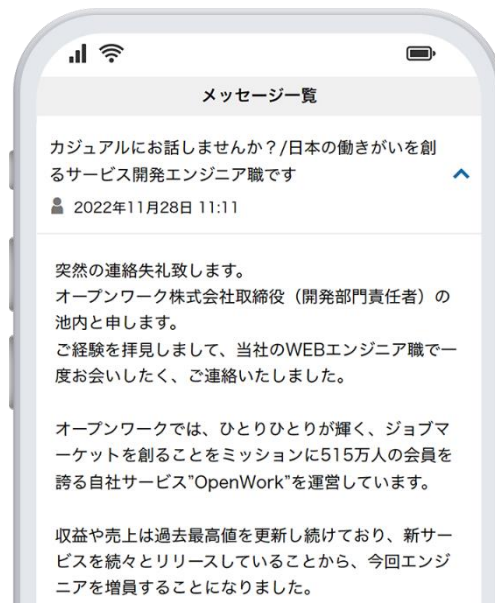 メッセージ一覧
カジュアルにお話しませんか？/日本の働きがいを創
るサービス開発エンジニア職です
2022年11月28日 11:11
突然の連絡失礼致します。
オープンワーク株式会社取締役（開発部門責任者）の
池内と申します。
ご経験を拝見しまして、当社のWEBエンジニア職で一
度お会いしたく、ご連絡いたしました。
オープンワークでは、ひとりひとりが輝く、ジョブマ
ーケットを創ることをミッションに515万人の会員を
誇る自社サービス”OpenWork”を運営しています。
収益や売上は過去最高値を更新し続けており、新サー
ビスを続々とリリースしていることから、今回エンジ
ニアを増員することになりました。